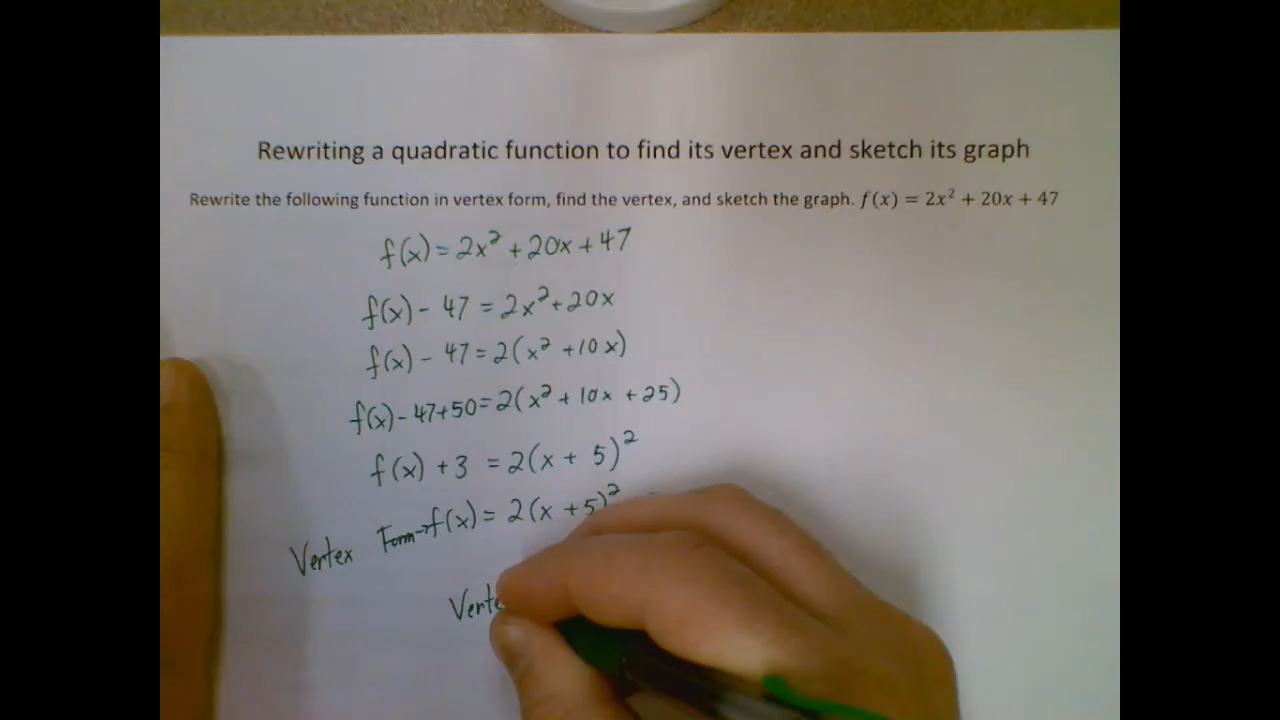 Rewriting a quadratic function to find its vertex and sketch its graph
Rewrite the following function in vertex form, find the vertex, and sketch the graph. f(x) = 2x² + 20x + 47
f(x) = 2x² + 20x + 47
f(x) - 47 = 2x² + 20x
f(x) - 47 = 2(x² + 10x)
f(x) - 47 + 50 = 2(x² + 10x + 25)
f(x) + 3 = 2(x + 5)²
Vertex Form → f(x) = 2(x + 5)²
Verte